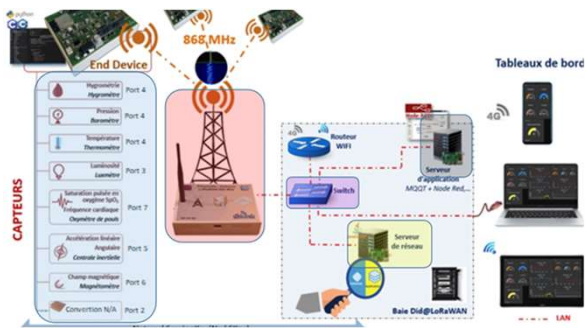 python
868 MHz
End Device
Tableaux de bord
CAPTEURS
Hygrométrie
Hygromètre
Port 4
Pression
Baromètre
Port 4
Température
Thermomètre
Port 4
Luminosité
Luxmètre
Port 3
Saturation pulsée en
oxygène SpO₂
Fréquence cardiaque
Oxymètre de pouls
Port 7
Accélération linéaire
Angulaire
Centrale inertielle
Port 5
Champ magnétique
Magnétomètre
Port 6
Convertion N/A
Port 2
4G
Routeur
WIFI
Switch
Serveur
d'application
MQQT + Node Red,...
Serveur
de réseau
Baie Did@LoRaWAN
4G
LAN